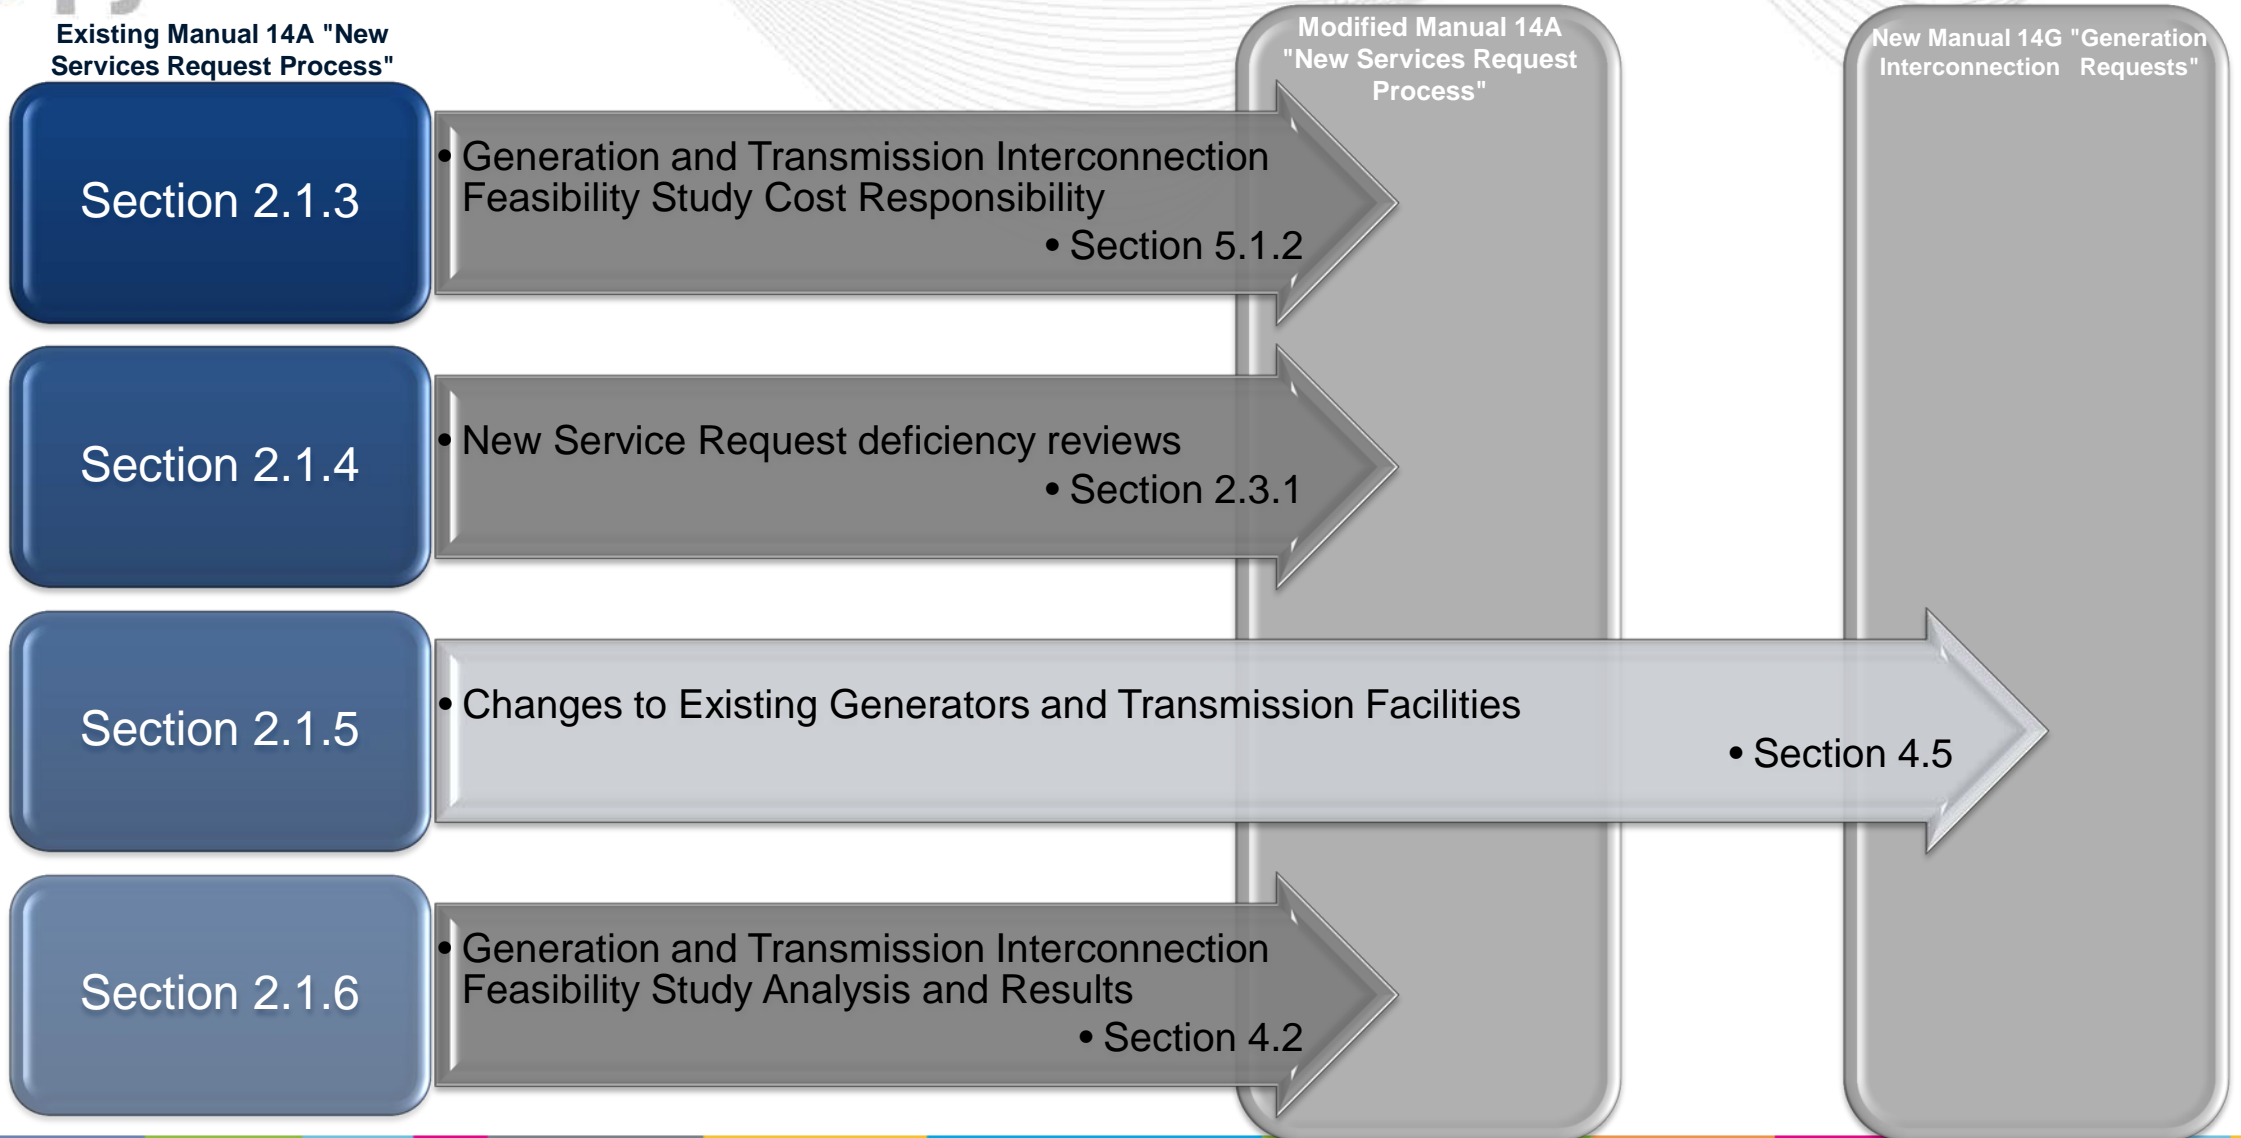 Existing Manual 14A "New
Services Request Process"
Modified Manual 14A
"New Services Request
Process"
New Manual 14G "Generation
Interconnection Requests"
Section 2.1.3
• Generation and Transmission Interconnection
Feasibility Study Cost Responsibility
• Section 5.1.2
Section 2.1.4
• New Service Request deficiency reviews
• Section 2.3.1
Section 2.1.5
• Changes to Existing Generators and Transmission Facilities
• Section 4.5
Section 2.1.6
• Generation and Transmission Interconnection
Feasibility Study Analysis and Results
• Section 4.2